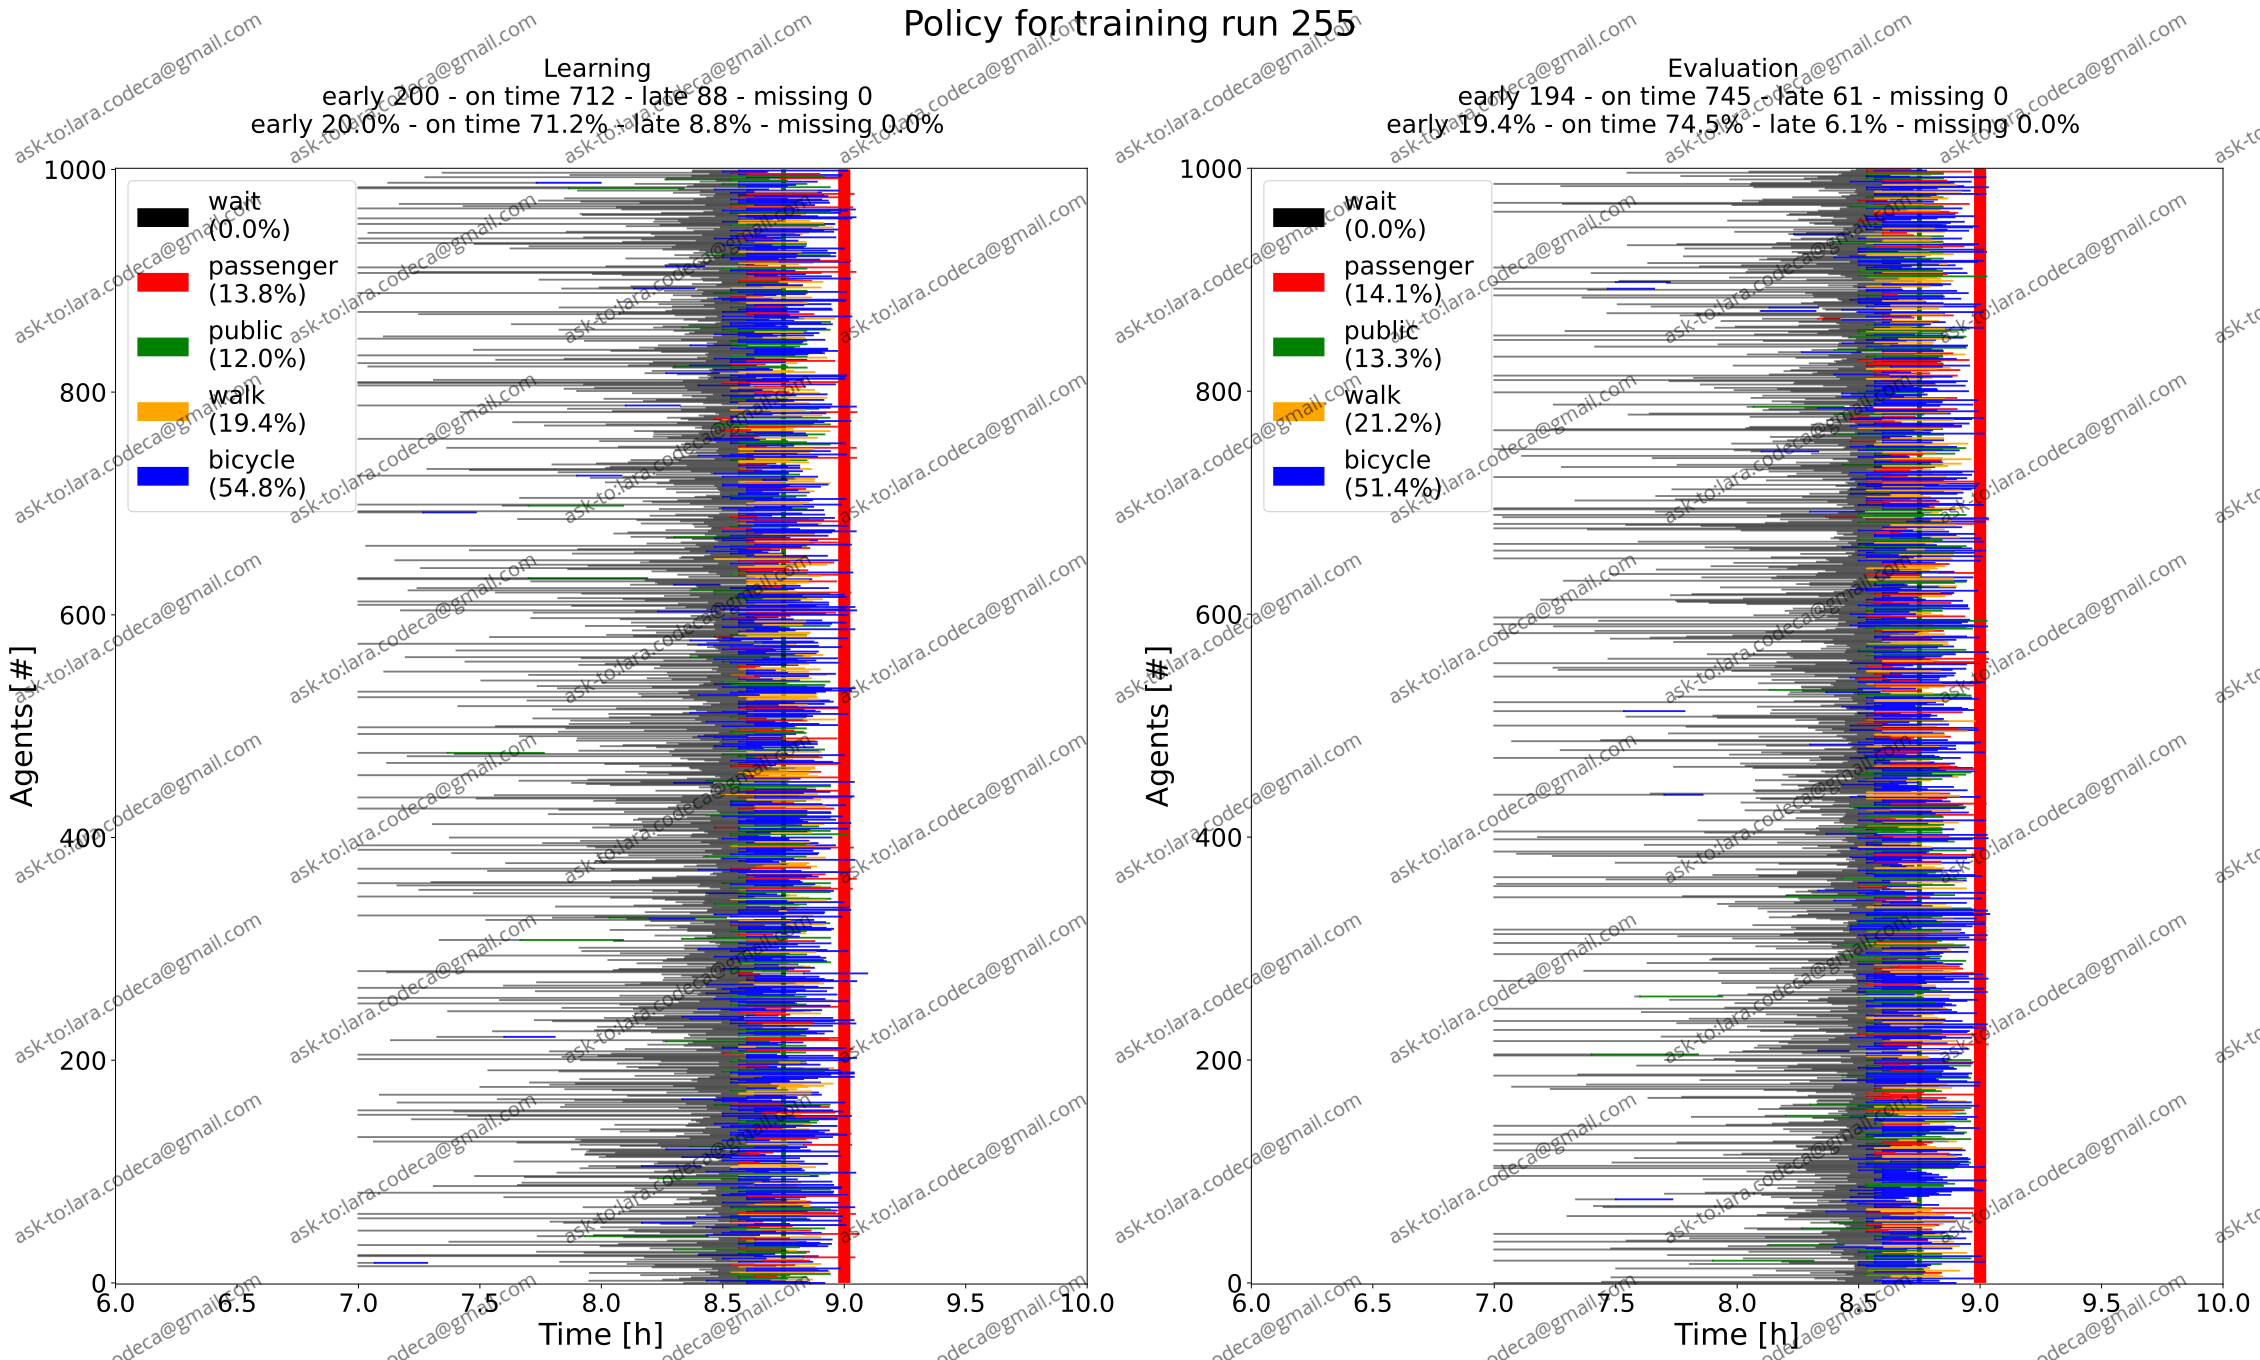 Policy for training run 255
Learning
early 200 - on time 712 - late 88 - missing 0
early 20.0% - on time 71.2% - late 8.8% - missing 0.0%
1000
800
600
400
200
0
Agents [#]
wait
(0.0%)
passenger
(13.8%)
public
(12.0%)
walk
(19.4%)
bicycle
(54.8%)
6.0 6.5 7.0 7.5 8.0 8.5 9.0 9.5 10.0
Time [h]
Evaluation
early 194 - on time 745 - late 61 - missing 0
early 19.4% - on time 74.5% - late 6.1% - missing 0.0%
1000
800
600
400
200
0
Agents [#]
wait
(0.0%)
passenger
(14.1%)
public
(13.3%)
walk
(21.2%)
bicycle
(51.4%)
6.0 6.5 7.0 7.5 8.0 8.5 9.0 9.5 10.0
Time [h]
ask-to:lara.codeca@gmail.com